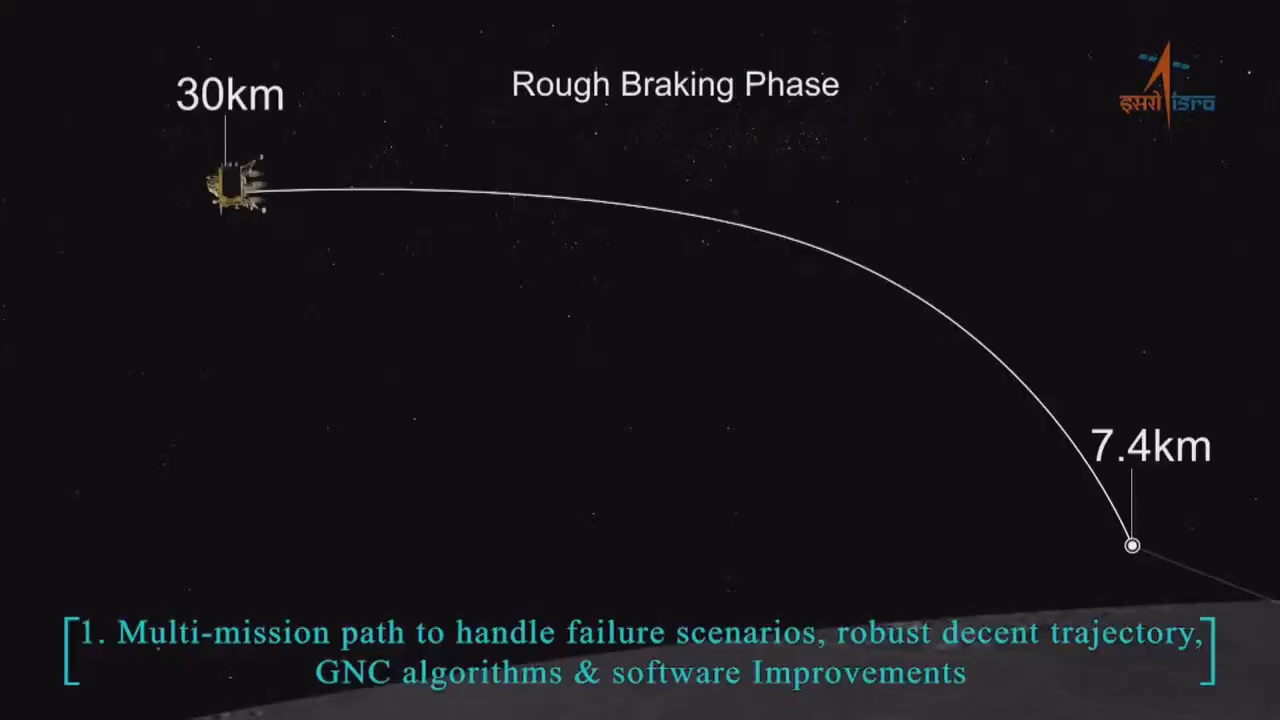 30km
Rough Braking Phase
इसरो isro
7.4km
1. Multi-mission path to handle failure scenarios, robust decent trajectory,
GNC algorithms & software Improvements